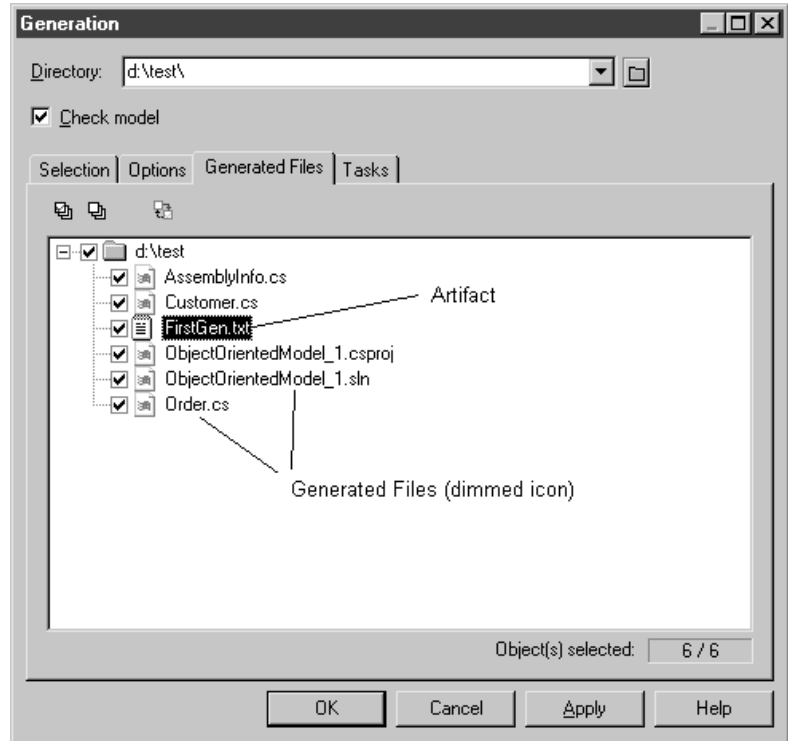 Generation
Directory: d:\test\
Check model
Selection Options Generated Files Tasks
d:\test
AssemblyInfo.cs
Customer.cs
Artifact
FirstGen.txt
ObjectOrientedModel_1.csproj
ObjectOrientedModel_1.sln
Order.cs
Generated Files (dimmed icon)
Object(s) selected: 6 / 6
OK Cancel Apply Help